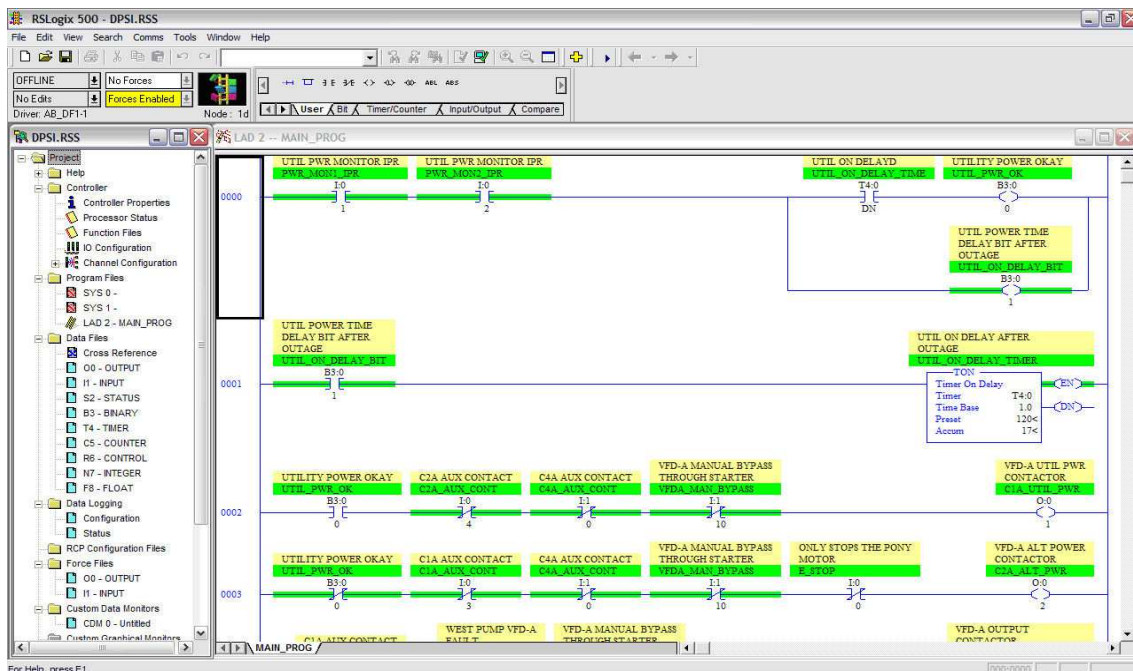 RSLogix 500 - DPSI.RSS
File Edit View Search Comms Tools Window Help
OFFLINE No Forces
No Edits Forces Enabled
Driver: AB_DF1-1 Node : 1d
ABL ABS
User Bit Timer/Counter Input/Output Compare
DPSI.RSS
Project
Help
Controller
Controller Properties
Processor Status
Function Files
IO Configuration
Channel Configuration
Program Files
SYS 0 -
SYS 1 -
LAD 2 - MAIN_PROG
Data Files
Cross Reference
O0 - OUTPUT
I1 - INPUT
S2 - STATUS
B3 - BINARY
T4 - TIMER
C5 - COUNTER
R6 - CONTROL
N7 - INTEGER
F8 - FLOAT
Data Logging
Configuration
Status
RCP Configuration Files
Force Files
O0 - OUTPUT
I1 - INPUT
Custom Data Monitors
CDM 0 - Untitled
Custom Graphical Monitors
LAD 2 -- MAIN_PROG
UTIL PWR MONITOR IPR UTIL PWR MONITOR IPR UTIL ON DELAYD UTILITY POWER OKAY
PWR_MON1_IPR PWR_MON2_IPR UTIL_ON_DELAY_TIME UTIL_PWR_OK
I:0 I:0 T4:0 B3:0
0000
1 2 DN 0
UTIL POWER TIME
DELAY BIT AFTER
OUTAGE
UTIL_ON_DELAY_BIT
B3:0
1
UTIL POWER TIME
DELAY BIT AFTER
OUTAGE
UTIL_ON_DELAY_BIT
B3:0
0001
1
UTIL ON DELAY AFTER
OUTAGE
UTIL_ON_DELAY_TIMER
TON
Timer On Delay EN
Timer T4:0
Time Base 1.0 DN
Preset 120<
Accum 17<
VFD-A MANUAL BYPASS VFD-A UTIL PWR
UTILITY POWER OKAY C2A AUX CONTACT C4A AUX CONTACT THROUGH STARTER CONTACTOR
UTIL_PWR_OK C2A_AUX_CONT C4A_AUX_CONT VFDA_MAN_BYPASS C1A_UTIL_PWR
B3:0 I:0 I:1 I:1 O:0
0002
0 4 0 10 1
VFD-A MANUAL BYPASS ONLY STOPS THE PONY VFD-A ALT POWER
UTILITY POWER OKAY C1A AUX CONTACT C4A AUX CONTACT THROUGH STARTER MOTOR CONTACTOR
UTIL_PWR_OK C1A_AUX_CONT C4A_AUX_CONT VFDA_MAN_BYPASS E_STOP C2A_ALT_PWR
B3:0 I:0 I:1 I:1 I:0 O:0
0003
0 3 0 10 0 2
WEST PUMP VFD-A VFD-A MANUAL BYPASS VFD-A OUTPUT
C1A AUX CONTACT FAULT THROUGH STARTER CONTACTOR
MAIN_PROG
For Help, press F1 000:0000